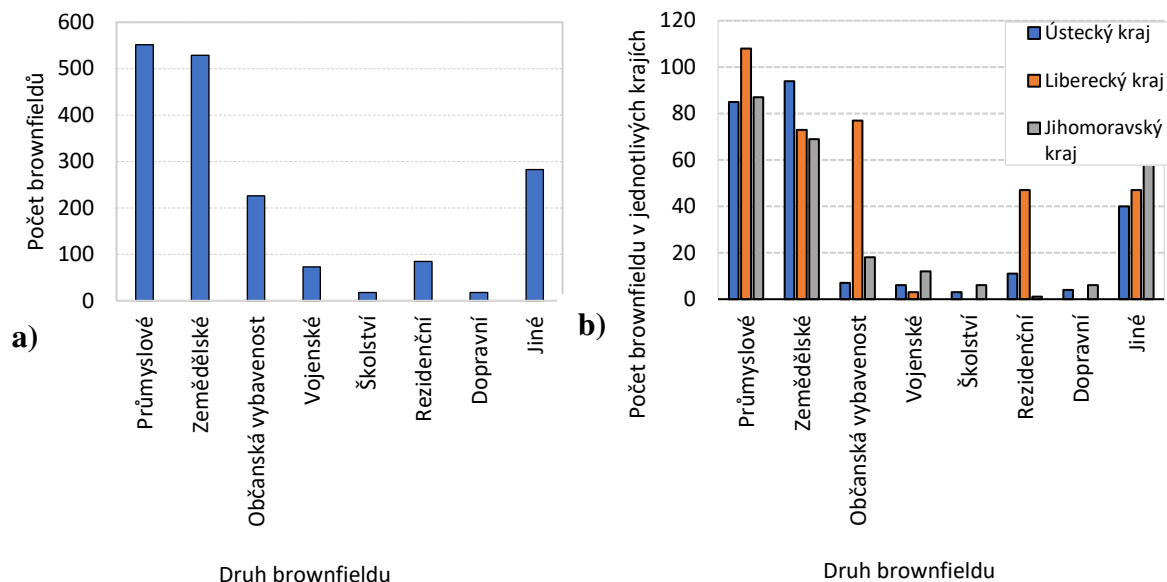 a)
Počet brownfieldů
600
500
400
300
200
100
0
Průmyslové
Zemědělské
Občanská vybavenost
Vojenské
Školství
Rezidenční
Dopravní
Jiné
Druh brownfieldu
b)
Počet brownfieldu v jednotlivých krajích
120
100
80
60
40
20
0
Ústecký kraj
Liberecký kraj
Jihomoravský
kraj
Průmyslové
Zemědělské
Občanská vybavenost
Vojenské
Školství
Rezidenční
Dopravní
Jiné
Druh brownfieldu